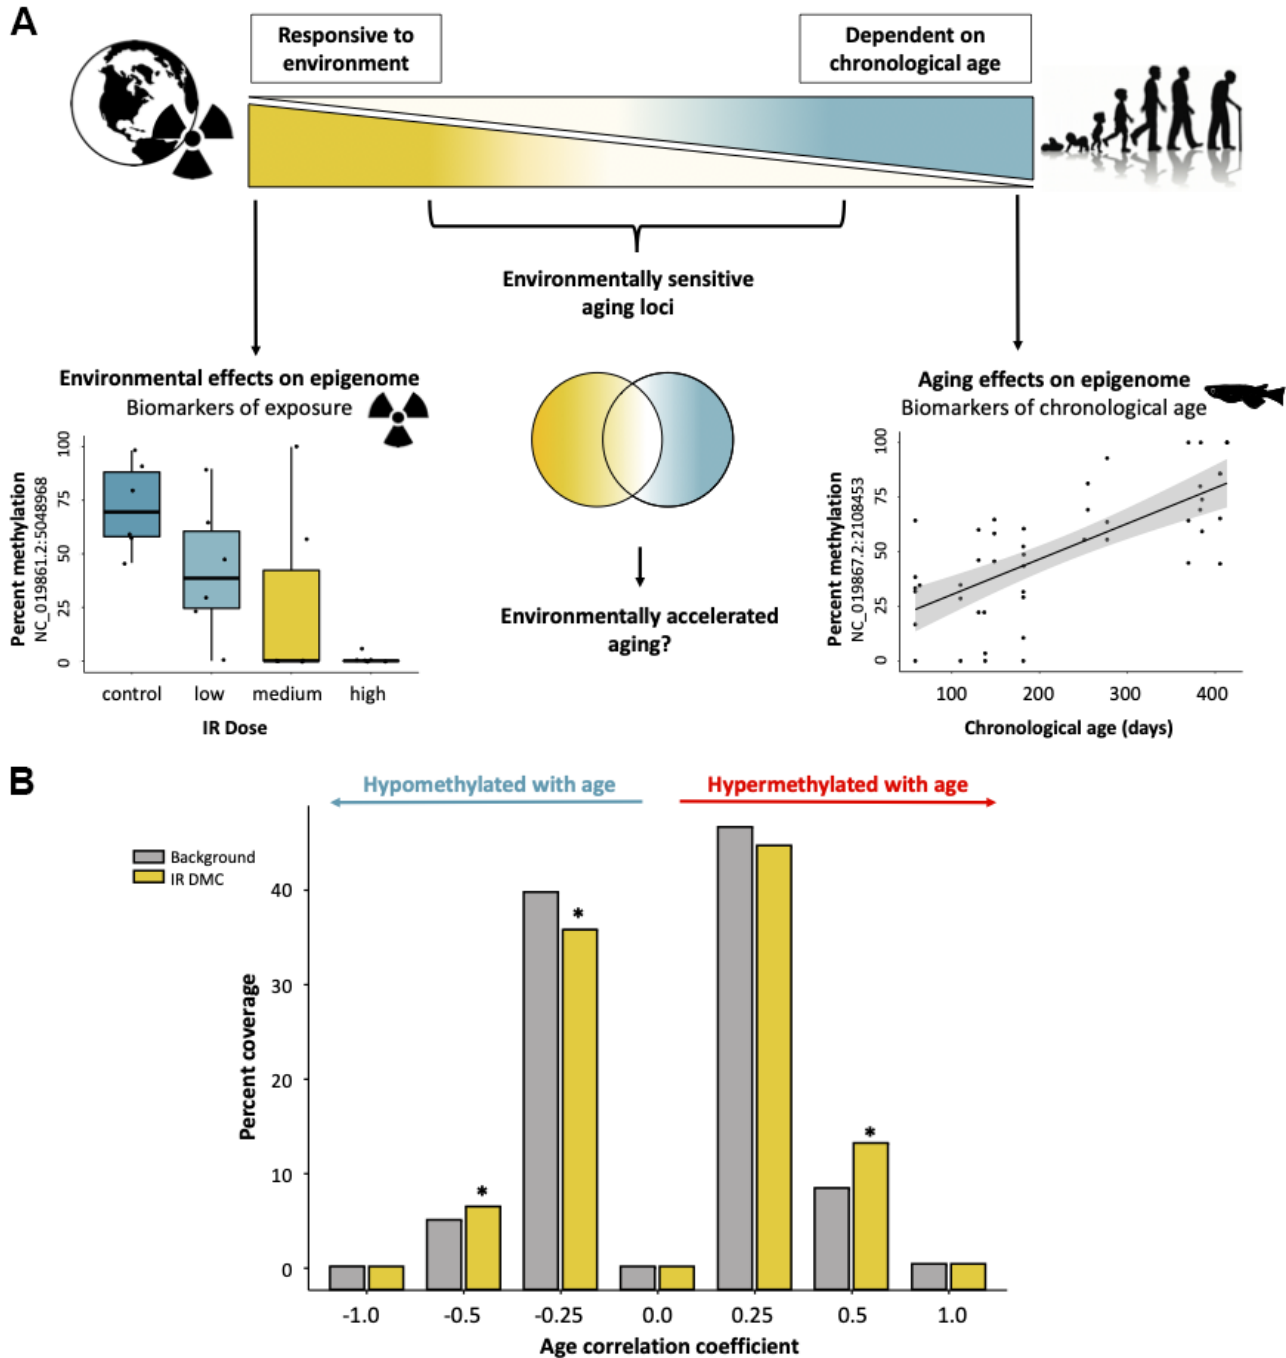 A
Responsive to
environment
Dependent on
chronological age
Environmentally sensitive
aging loci
Environmental effects on epigenome
Biomarkers of exposure
Percent methylation
NC_019861.2:5048968
100
75
50
25
0
control low medium high
IR Dose
Environmentally accelerated
aging?
Aging effects on epigenome
Biomarkers of chronological age
Percent methylation
NC_019867.2:2108453
100
75
50
25
0
100 200 300 400
Chronological age (days)
B
Hypomethylated with age
Hypermethylated with age
Background
IR DMC
Percent coverage
40
30
20
10
0
*
*
*
-1.0 -0.5 -0.25 0.0 0.25 0.5 1.0
Age correlation coefficient